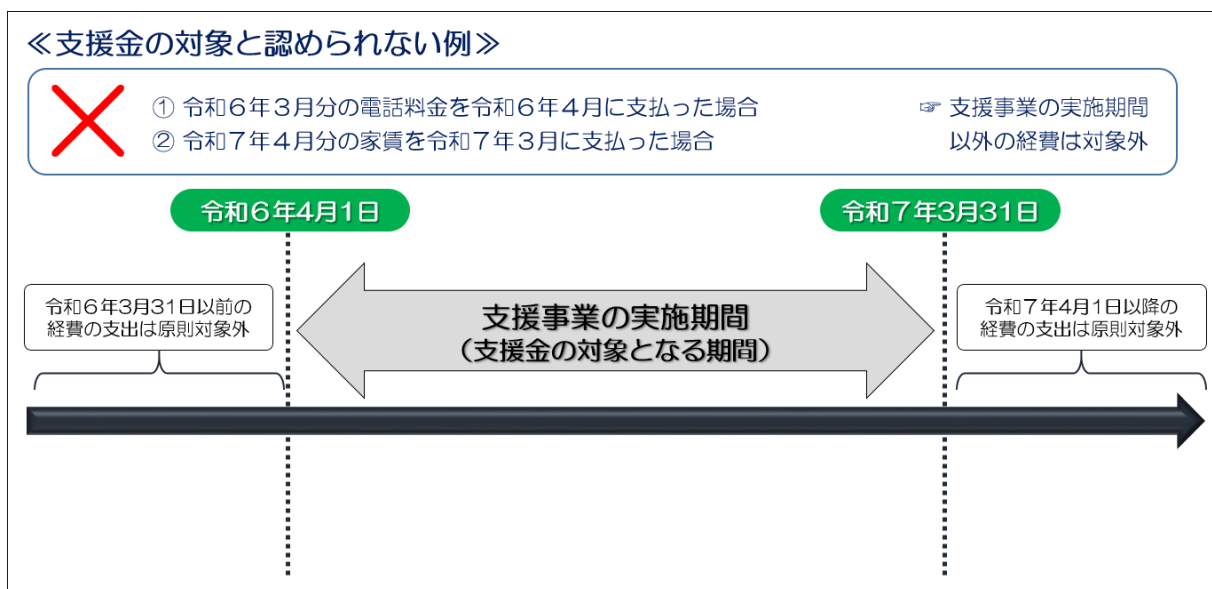 ≪支援金の対象と認められない例≫
① 令和６年３月分の電話料金を令和６年４月に支払った場合
② 令和７年４月分の家賃を令和７年３月に支払った場合
☞ 支援事業の実施期間
以外の経費は対象外
令和６年４月１日
令和７年３月31日
令和６年３月31日以前の
経費の支出は原則対象外
支援事業の実施期間
（支援金の対象となる期間）
令和７年４月１日以降の
経費の支出は原則対象外